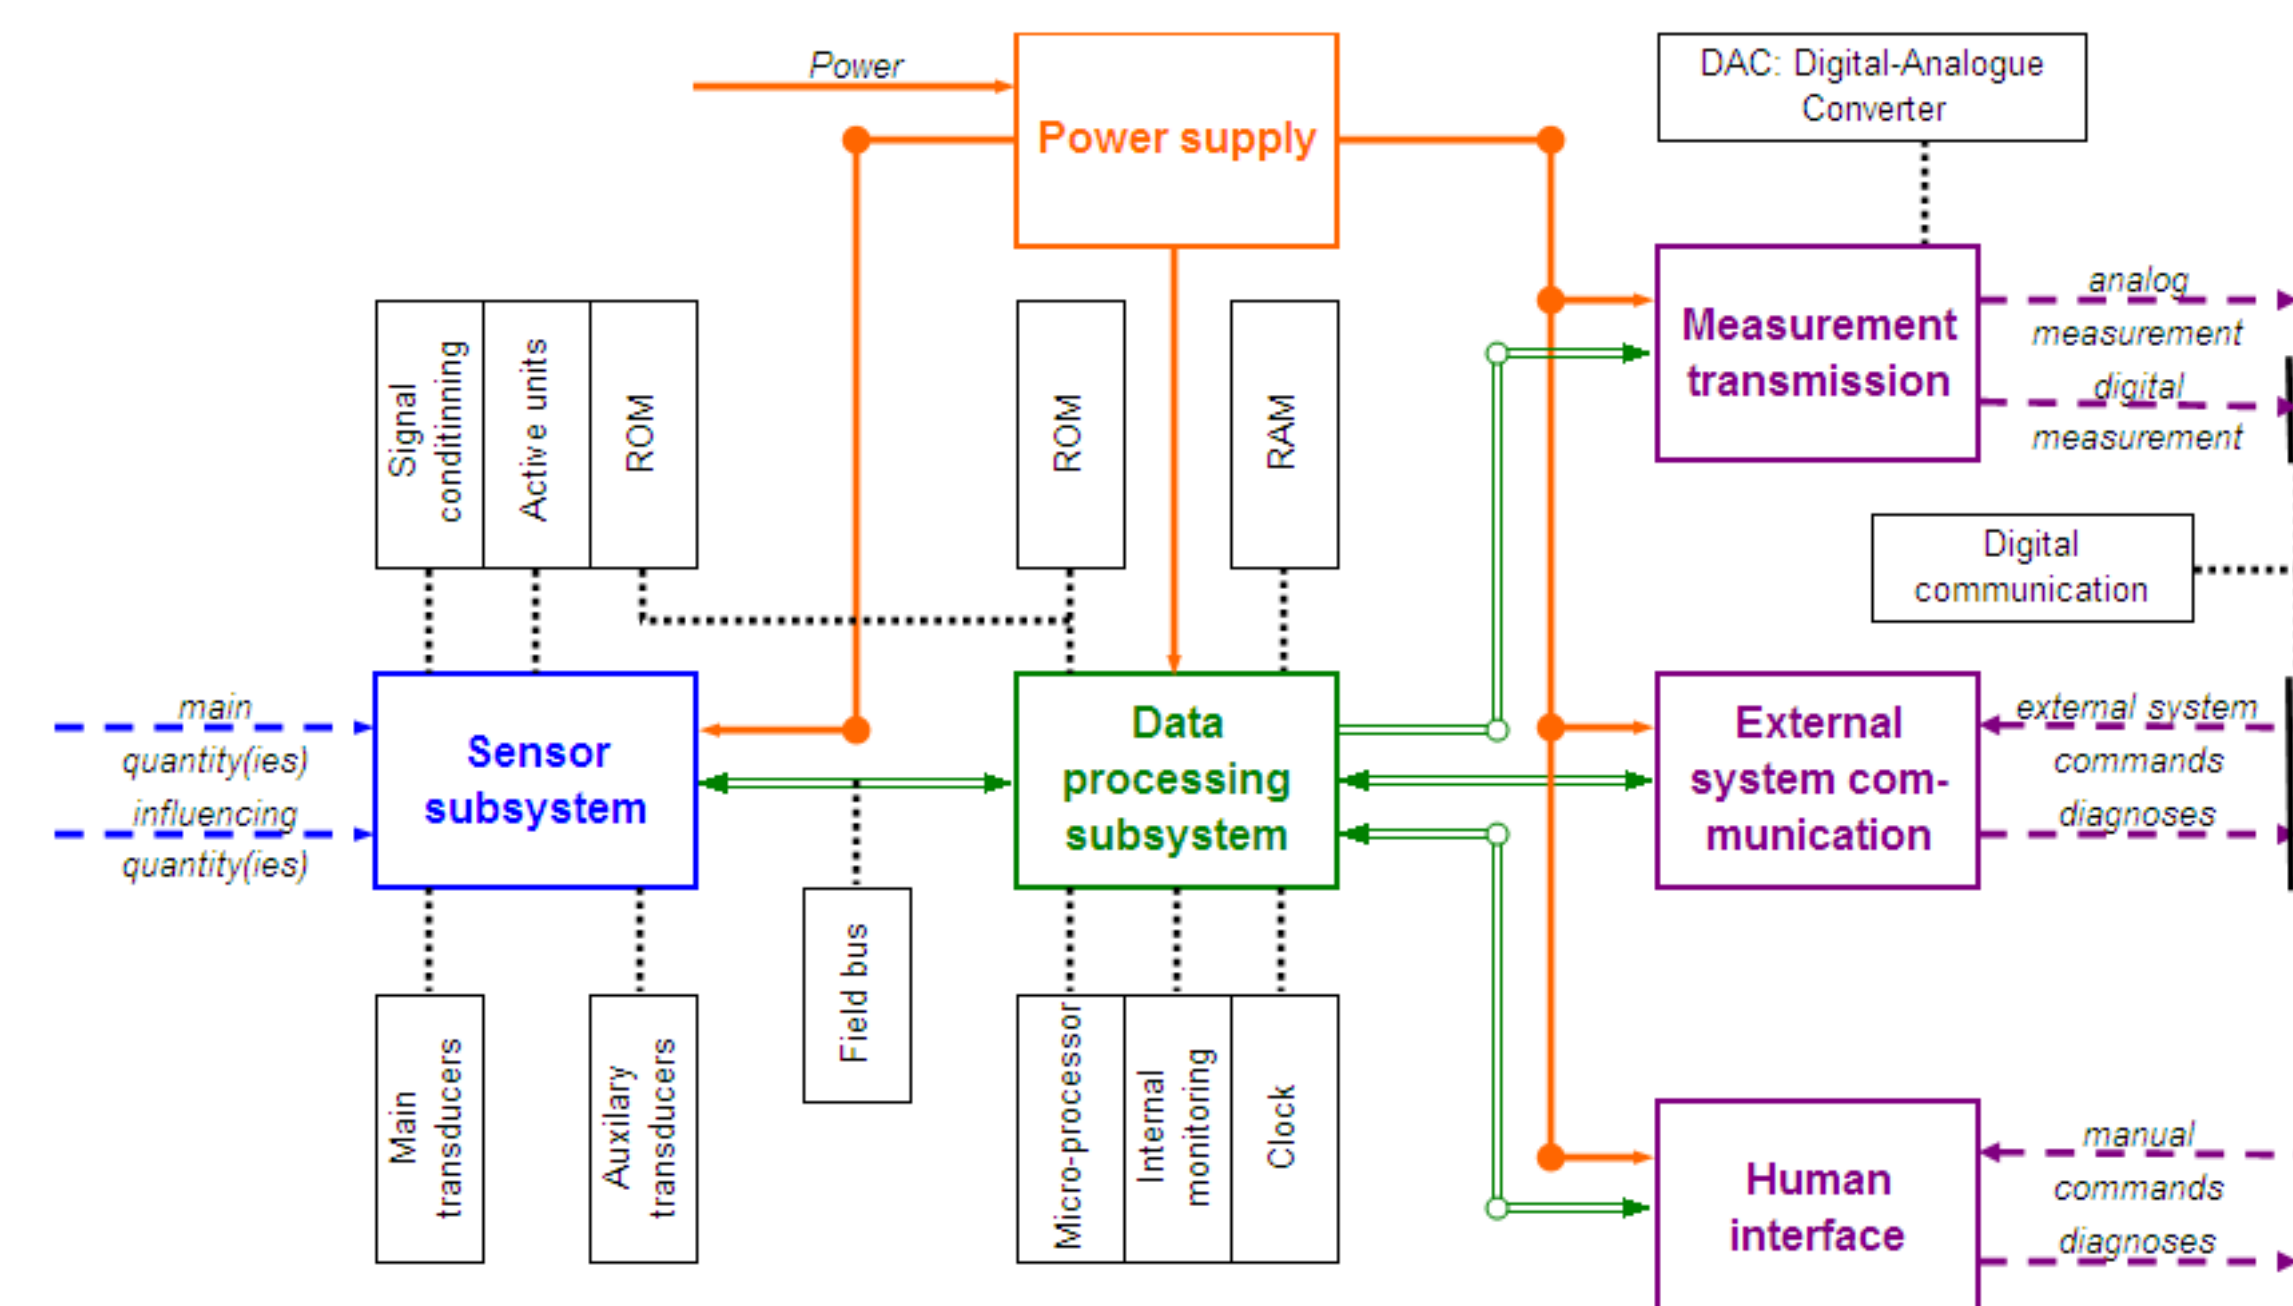 Power
Power supply
DAC: Digital-Analogue
Converter
Signal
conditinning
Active units
ROM
ROM
RAM
Measurement
transmission
analog
measurement
digital
measurement
Digital
communication
main
quantity(ies)
influencing
quantity(ies)
Sensor
subsystem
Data
processing
subsystem
External
system com-
munication
external system
commands
diagnoses
Main
transducers
Auxilary
transducers
Field bus
Micro-processor
Internal
monitoring
Clock
Human
interface
manual
commands
diagnoses